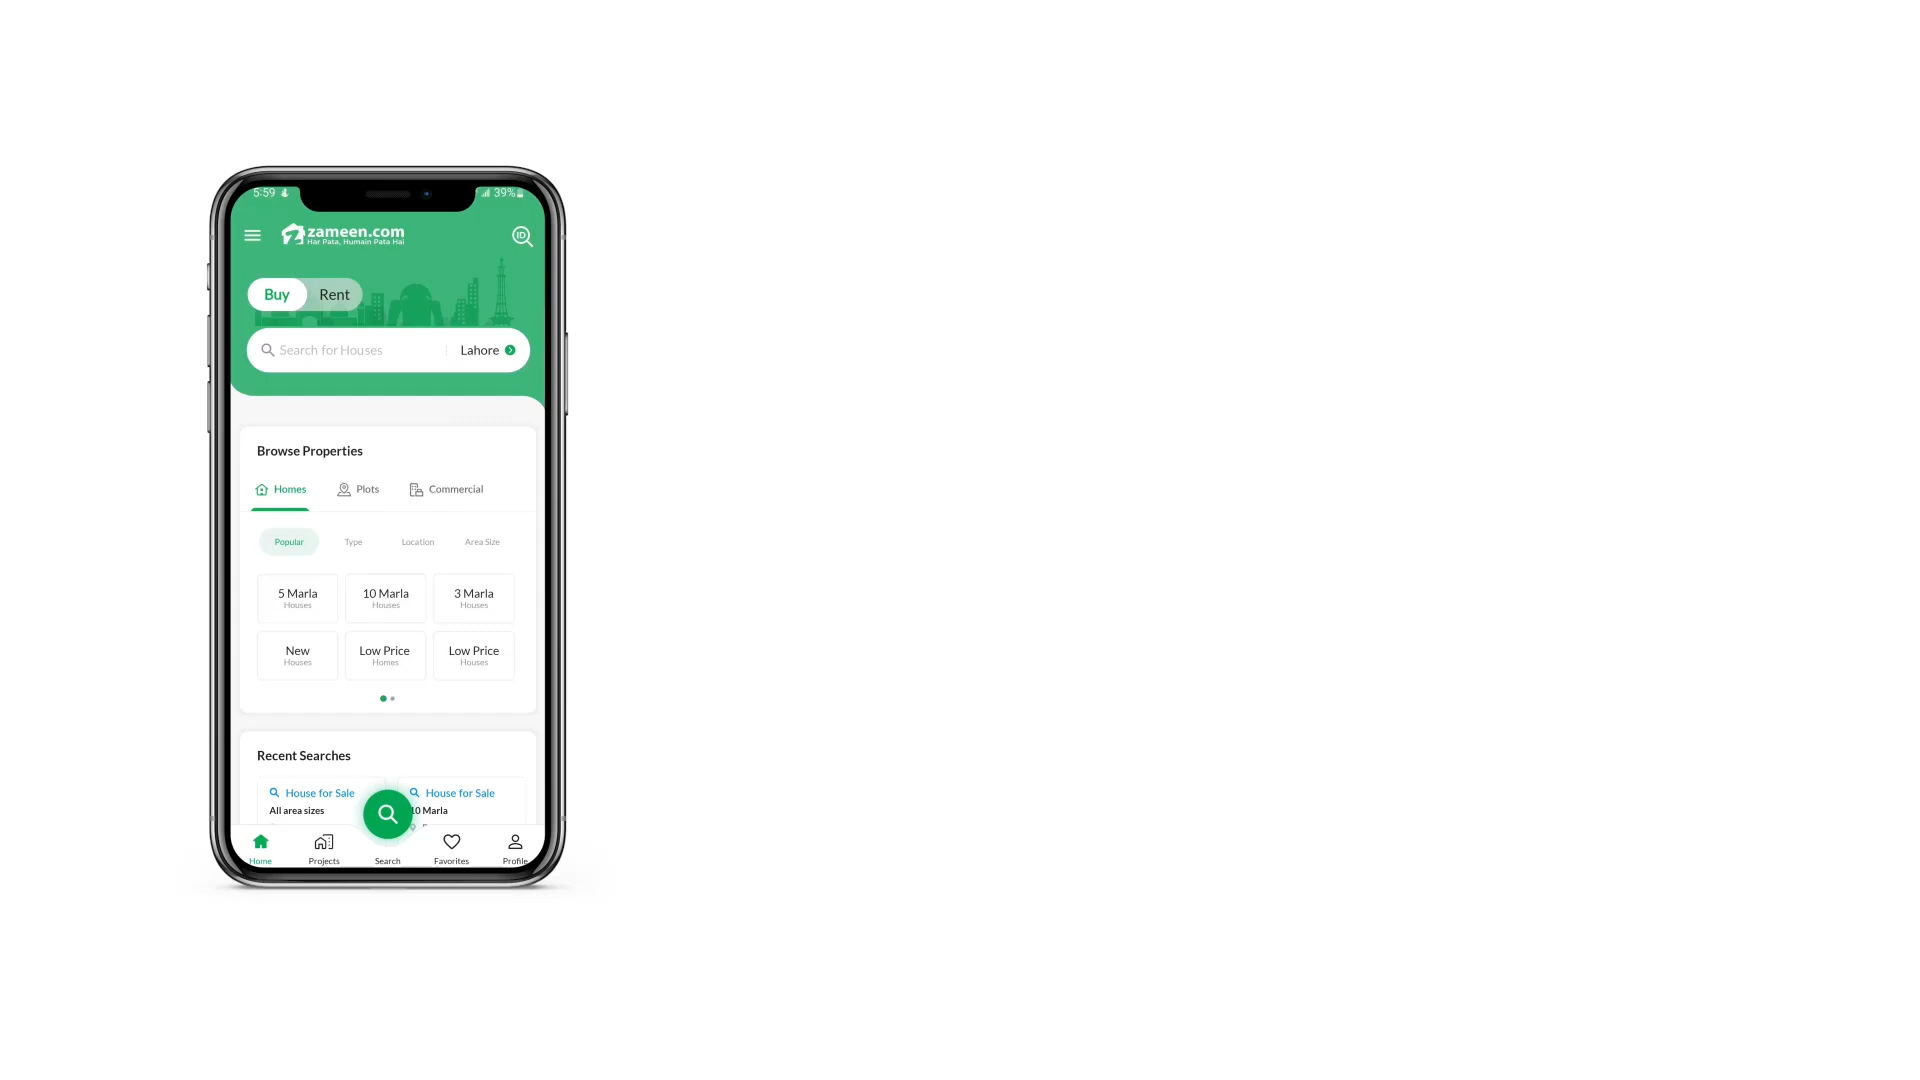 5:59
39%
zameen.com
Har Pata, Humain Pata Hai
ID
Buy Rent
Search for Houses Lahore
Browse Properties
Homes Plots Commercial
Popular Type Location Area Size
5 Marla 10 Marla 3 Marla
Houses Houses Houses
New Low Price Low Price
Houses Homes Houses
Recent Searches
House for Sale House for Sale
All area sizes 10 Marla
Home Projects Search Favorites Profile